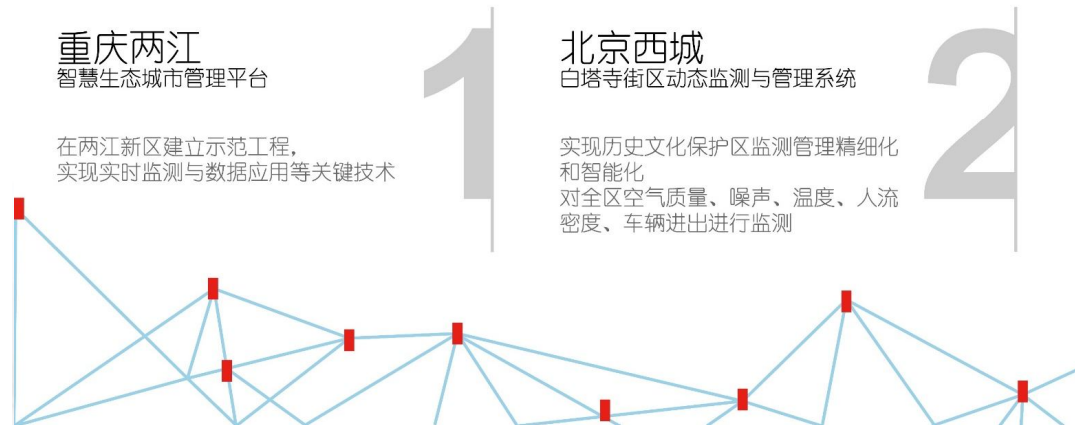 重庆两江
智慧生态城市管理平台
1
在两江新区建立示范工程，
实现实时监测与数据应用等关键技术
北京西城
白塔寺街区动态监测与管理系统
2
实现历史文化保护区监测管理精细化
和智能化
对全区空气质量、噪声、温度、人流
密度、车辆进出进行监测